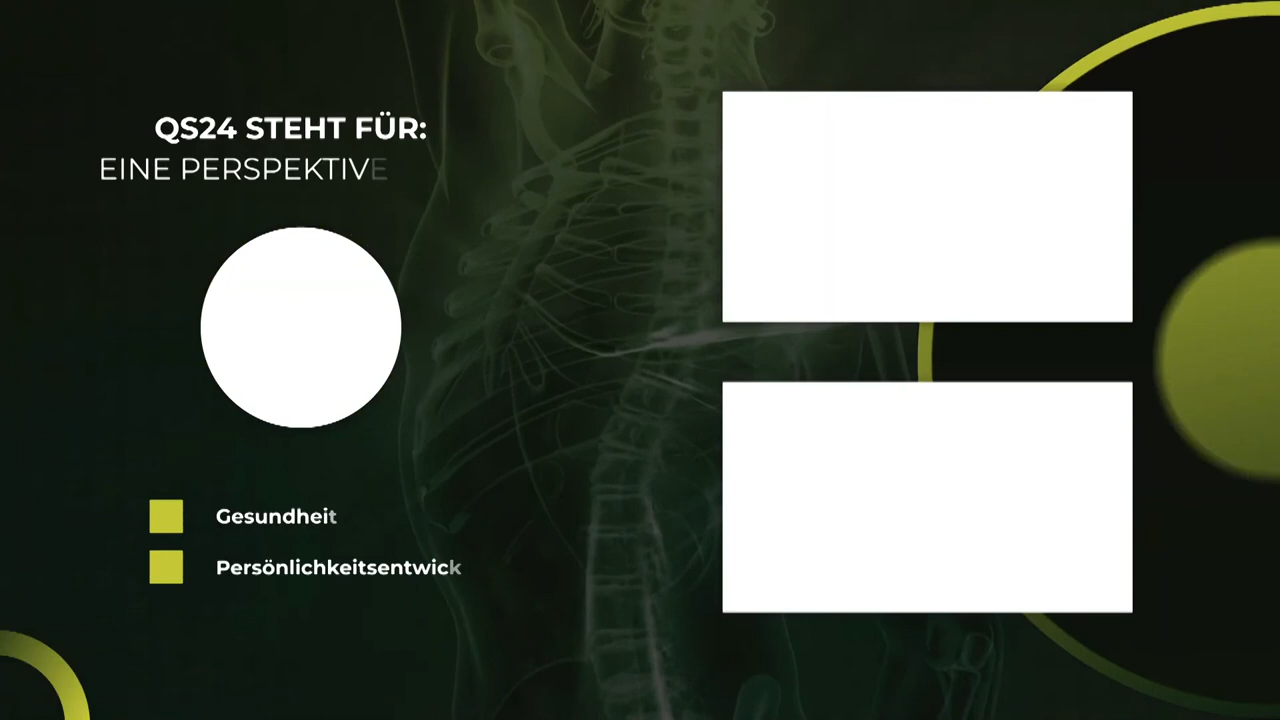 QS24 STEHT FÜR:
EINE PERSPEKTIVE
Gesundheit
Persönlichkeitsentwick